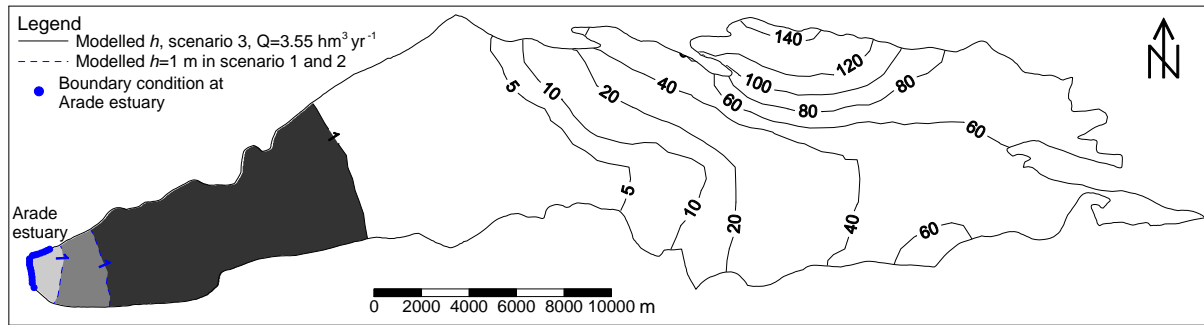 Legend
Modelled h, scenario 3, Q=3.55 hm³ yr⁻¹
Modelled h=1 m in scenario 1 and 2
Boundary condition at
Arade estuary
N
140
120
100
80
80
60
60
40
20
10
5
1
5
10
20
40
60
Arade
estuary
1
1
0 2000 4000 6000 8000 10000 m